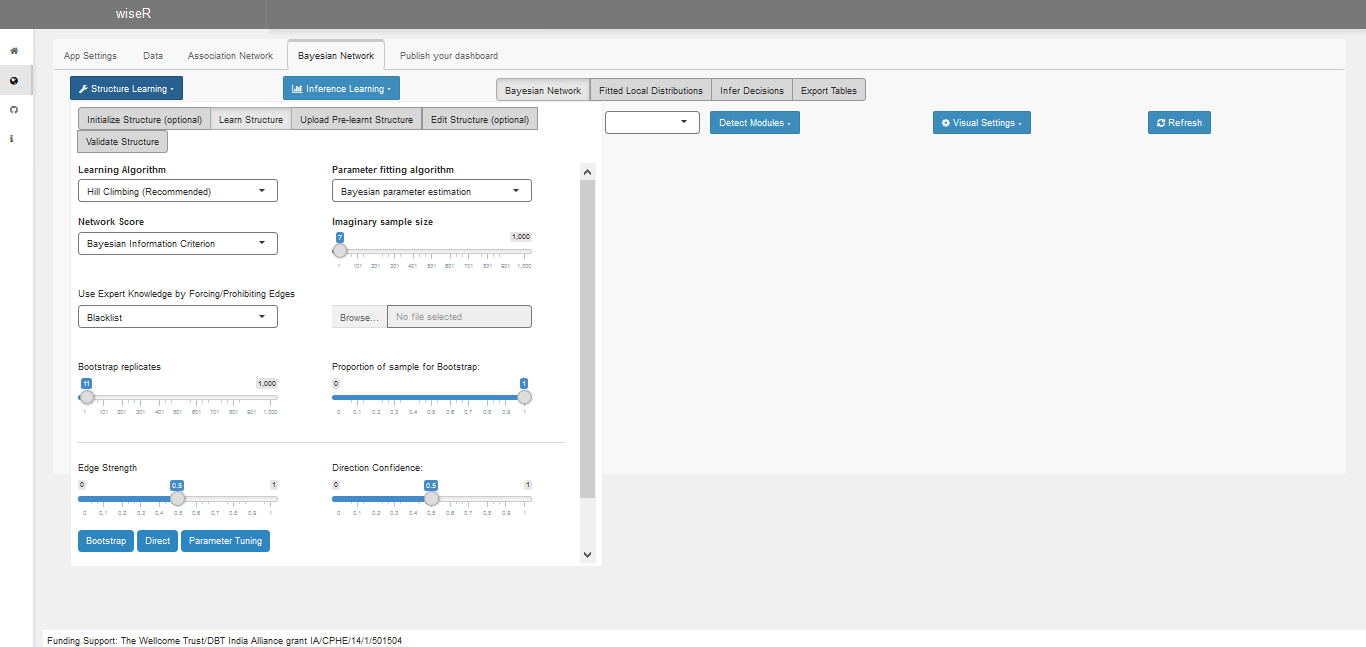 wiseR
App Settings Data Association Network Bayesian Network Publish your dashboard
Structure Learning Inference Learning Bayesian Network Fitted Local Distributions Infer Decisions Export Tables
Initialize Structure (optional) Learn Structure Upload Pre-learnt Structure Edit Structure (optional) Detect Modules Visual Settings Refresh
Validate Structure
Learning Algorithm Parameter fitting algorithm
Hill Climbing (Recommended) Bayesian parameter estimation
Network Score Imaginary sample size
7 1,000
Bayesian Information Criterion
1 101 201 301 401 501 601 701 801 901 1,000
Use Expert Knowledge by Forcing/Prohibiting Edges
Blacklist Browse... No file selected
Bootstrap replicates Proportion of sample for Bootstrap:
11 1,000 0 1
1 101 201 301 401 501 601 701 801 901 1,000 0 0.1 0.2 0.3 0.4 0.5 0.6 0.7 0.8 0.9 1
Edge Strength Direction Confidence:
0 0.5 1 0 0.5 1
0 0.1 0.2 0.3 0.4 0.5 0.6 0.7 0.8 0.9 1 0 0.1 0.2 0.3 0.4 0.5 0.6 0.7 0.8 0.9 1
Bootstrap Direct Parameter Tuning
Funding Support: The Wellcome Trust/DBT India Alliance grant IA/CPHE/14/1/501504